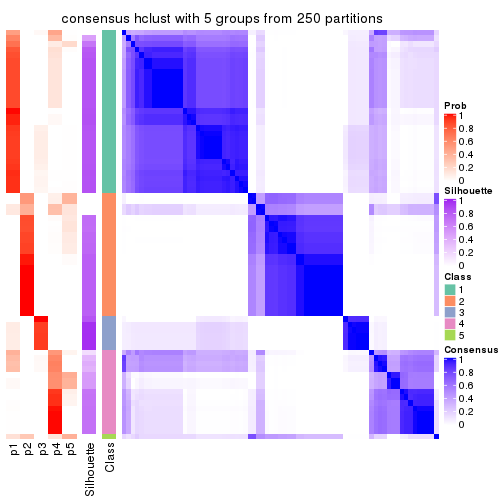 consensus hclust with 5 groups from 250 partitions
Prob
1
0.8
0.6
0.4
0.2
0
Silhouette
1
0.8
0.6
0.4
0.2
0
Class
1
2
3
4
5
Consensus
1
0.8
0.6
0.4
0.2
0
p1
p2
p3
p4
p5
Silhouette
Class